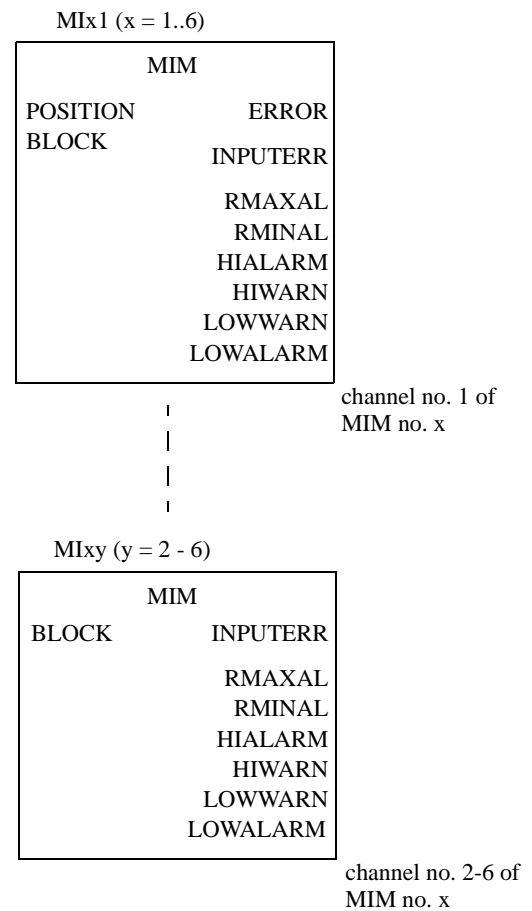 MIx1 (x = 1..6)
MIM
POSITION ERROR
BLOCK
INPUTERR
RMAXAL
RMINAL
HIALARM
HIWARN
LOWWARN
LOWALARM
channel no. 1 of
MIM no. x
MIxy (y = 2 - 6)
MIM
BLOCK INPUTERR
RMAXAL
RMINAL
HIALARM
HIWARN
LOWWARN
LOWALARM
channel no. 2-6 of
MIM no. x